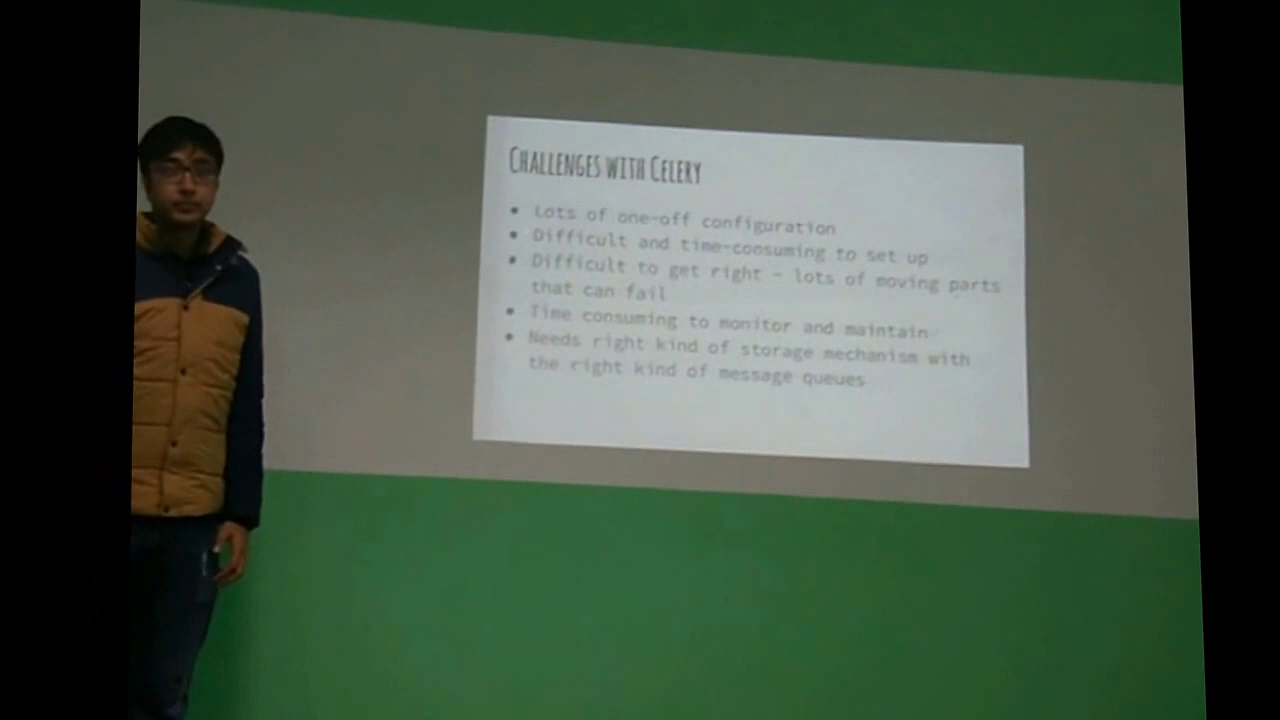 CHALLENGES WITH CELERY
• Lots of one-off configuration
• Difficult and time-consuming to set up
• Difficult to get right - lots of moving parts
that can fail
• Time consuming to monitor and maintain
• Needs right kind of storage mechanism with
the right kind of message queues